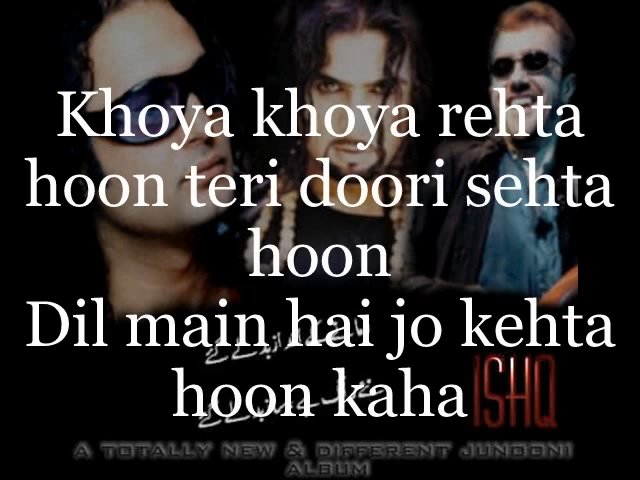 Khoya khoya rehta
hoon teri doori sehta
hoon
Dil main hai jo kehta
hoon kaha
ISHQ
A TOTALLY NEW & DIFFERENT JUNOONI
ALBUM